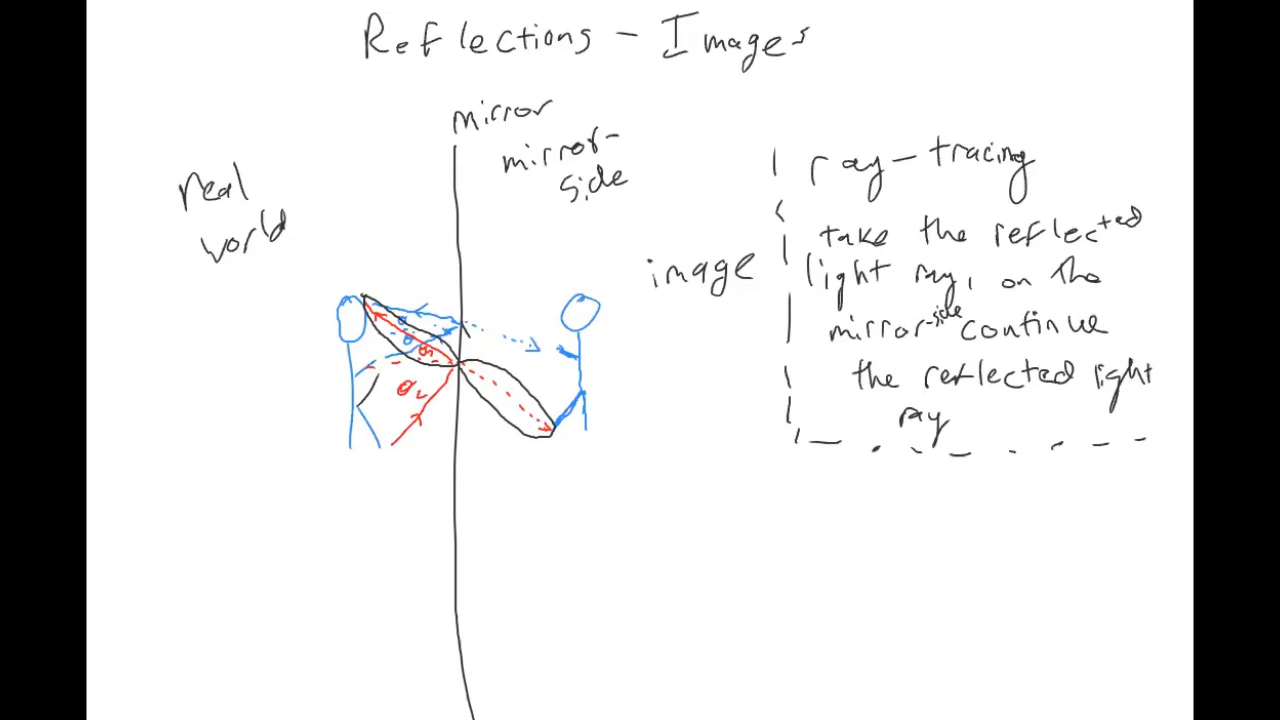 Reflections - Images
mirror
mirror-
side
real
world
image
ray-tracing
take the reflected
light ray, on the
mirror-side continue
the reflected light
ray